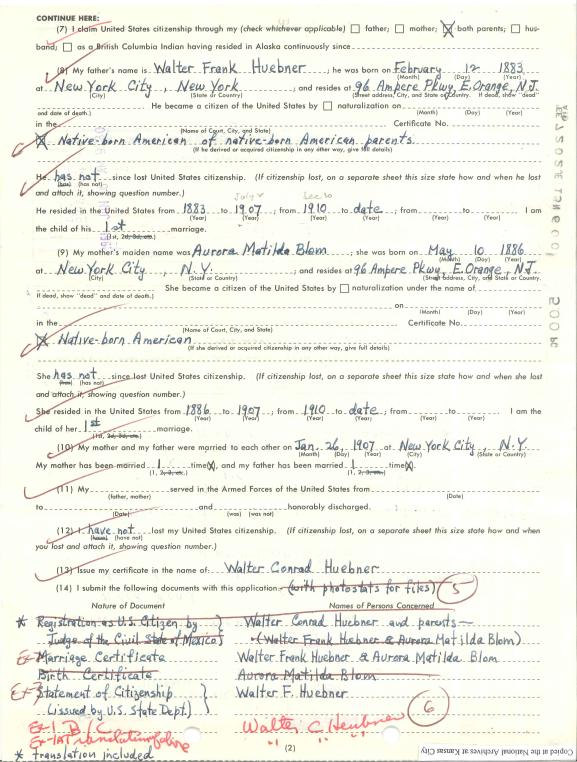 CONTINUE HERE:
(7) I claim United States citizenship through my (check whichever applicable) ☐ father; ☐ mother; ☒ both parents; ☐ hus-
band; ☐ as a British Columbia Indian having resided in Alaska continuously since
(8) My father's name is Walter Frank Huebner; he was born on February 12 1883
(Month) (Day) (Year)
at New York City, New York, and resides at 96 Ampere Pkwy, E. Orange, N.J.
(City) (State or Country) (Street address, City, and State or Country. If dead, show "dead"
and date of death.) He became a citizen of the United States by ☐ naturalization on
(Month) (Day) (Year)
in the Certificate No.
(Name of Court, City, and State)
☒ Native-born American of native-born American parents
(If he derived or acquired citizenship in any other way, give full details)
He has not since lost United States citizenship. (If citizenship lost, on a separate sheet this size state how and when he lost
(has) (has not)
and attach it, showing question number.)
July
Dec
He resided in the United States from 1883 to 1907; from 1910 to date; from to I am
(Year) (Year) (Year) (Year) (Year) (Year)
the child of his 1st marriage.
(1st, 2d, 3d, etc.)
(9) My mother's maiden name was Aurora Matilda Blom; she was born on May 10 1886
(Month) (Day) (Year)
at New York City, N.Y., and resides at 96 Ampere Pkwy, E. Orange, N.J.
(City) (State or Country) (Street Address, City, and State or Country.
If dead, show "dead" and date of death.) She became a citizen of the United States by ☐ naturalization under the name of
on
(Month) (Day) (Year)
in the Certificate No.
(Name of Court, City, and State)
☒ Native-born American
(If she derived or acquired citizenship in any other way, give full details)
She has not since lost United States citizenship. (If citizenship lost, on a separate sheet this size state how and when she lost
(has) (has not)
and attach it, showing question number.)
She resided in the United States from 1886 to 1907; from 1910 to date; from to I am the
(Year) (Year) (Year) (Year) (Year) (Year)
child of her 1st marriage.
(1st, 2d, 3d, etc.)
(10) My mother and my father were married to each other on Jan. 26, 1907 at New York City, N.Y.
(Month) (Day) (Year) (City) (State or Country)
My mother has been married 1 time(s), and my father has been married 1 time(s).
(1, 2, 3, etc.) (1, 2, 3, etc.)
(11) My served in the Armed Forces of the United States from
(father, mother) (Date)
to and honorably discharged.
(Date) (was) (was not)
(12) I have not lost my United States citizenship. (If citizenship lost, on a separate sheet this size state how and when
(have) (have not)
you lost and attach it, showing question number.)
(13) Issue my certificate in the name of: Walter Conrad Huebner
(14) I submit the following documents with this application: (with photostats for files) 5
Nature of Document Names of Persons Concerned
* Registration as U.S. Citizen by Walter Conrad Huebner and parents—
Judge of the Civil State of Mexico (Walter Frank Huebner & Aurora Matilda Blom)
Marriage Certificate Walter Frank Huebner & Aurora Matilda Blom
Birth Certificate Aurora Matilda Blom
Statement of Citizenship Walter F. Huebner
(issued by U.S. State Dept.) 6
Ex-1 B/C Walter C Huebner
Ex-1A Translation of above " " "
* translation included
(2)
Copied at the National Archives at Kansas City